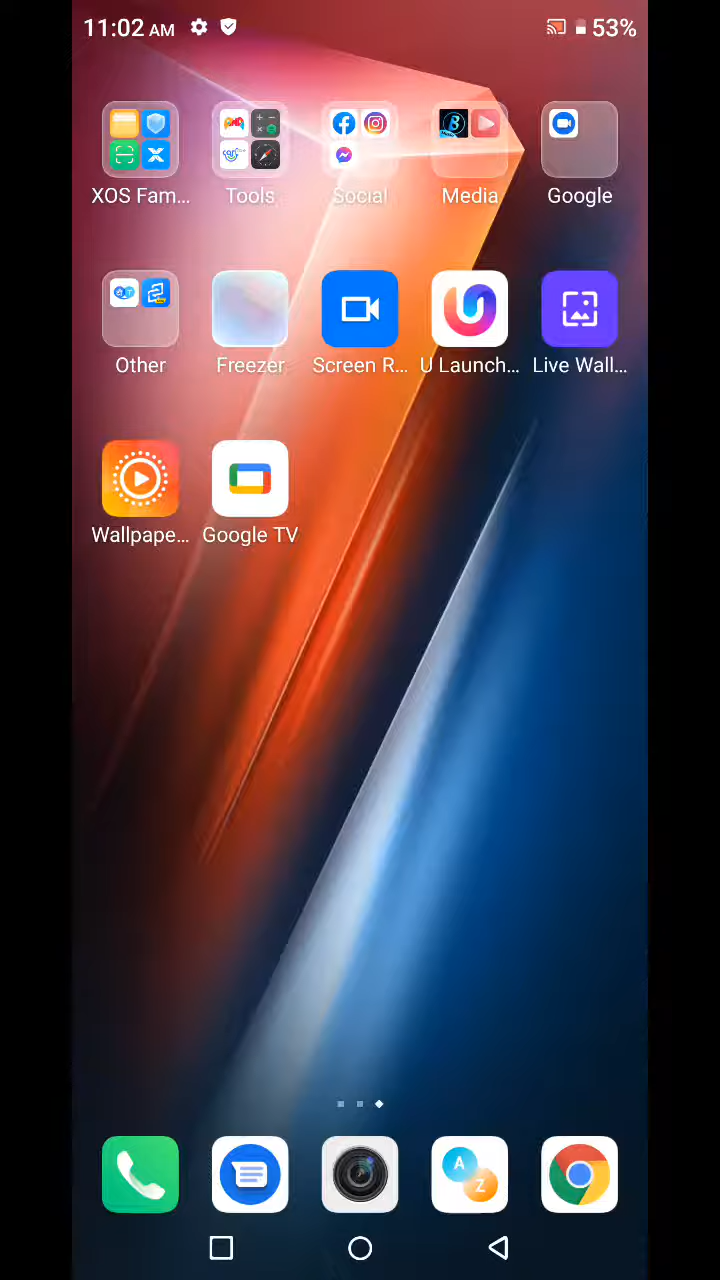 11:02 AM 53%
XOS Fam... Tools Social Media Google
Other Freezer Screen R... U Launch... Live Wall...
Wallpape... Google TV
A
Z